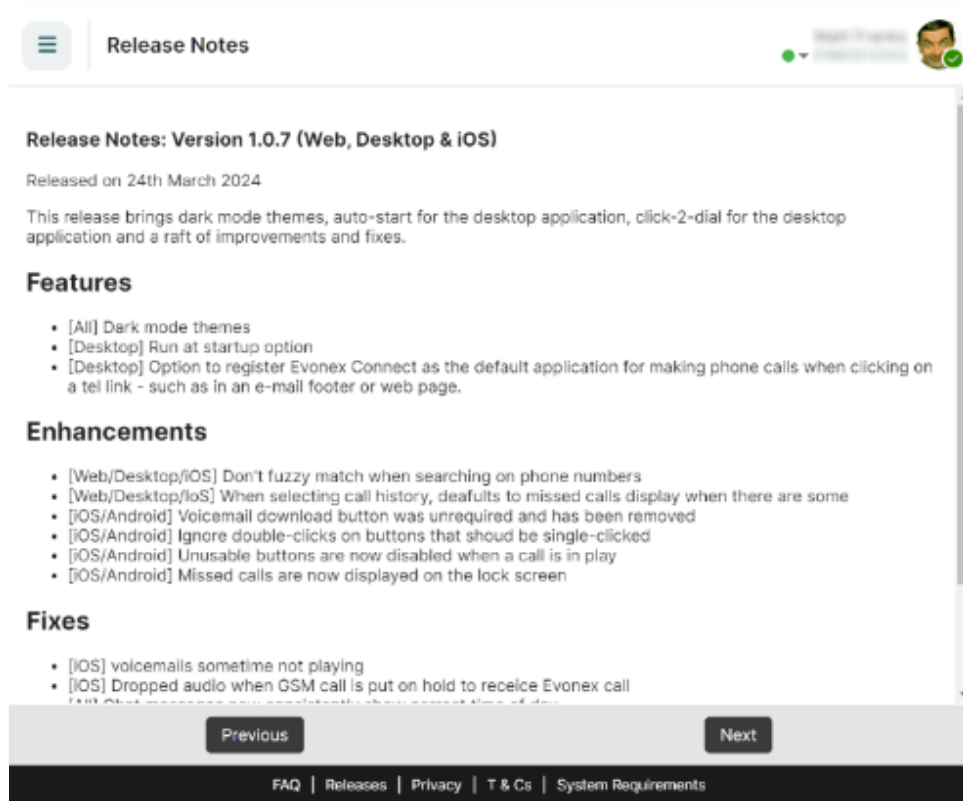 Release Notes
Release Notes: Version 1.0.7 (Web, Desktop & iOS)
Released on 24th March 2024
This release brings dark mode themes, auto-start for the desktop application, click-2-dial for the desktop
application and a raft of improvements and fixes.
Features
• [All] Dark mode themes
• [Desktop] Run at startup option
• [Desktop] Option to register Evonex Connect as the default application for making phone calls when clicking on
a tel link - such as in an e-mail footer or web page.
Enhancements
• [Web/Desktop/iOS] Don't fuzzy match when searching on phone numbers
• [Web/Desktop/IoS] When selecting call history, deafults to missed calls display when there are some
• [iOS/Android] Voicemail download button was unrequired and has been removed
• [iOS/Android] Ignore double-clicks on buttons that shoud be single-clicked
• [iOS/Android] Unusable buttons are now disabled when a call is in play
• [iOS/Android] Missed calls are now displayed on the lock screen
Fixes
• [iOS] voicemails sometime not playing
• [iOS] Dropped audio when GSM call is put on hold to receice Evonex call
Previous
Next
FAQ | Releases | Privacy | T & Cs | System Requirements